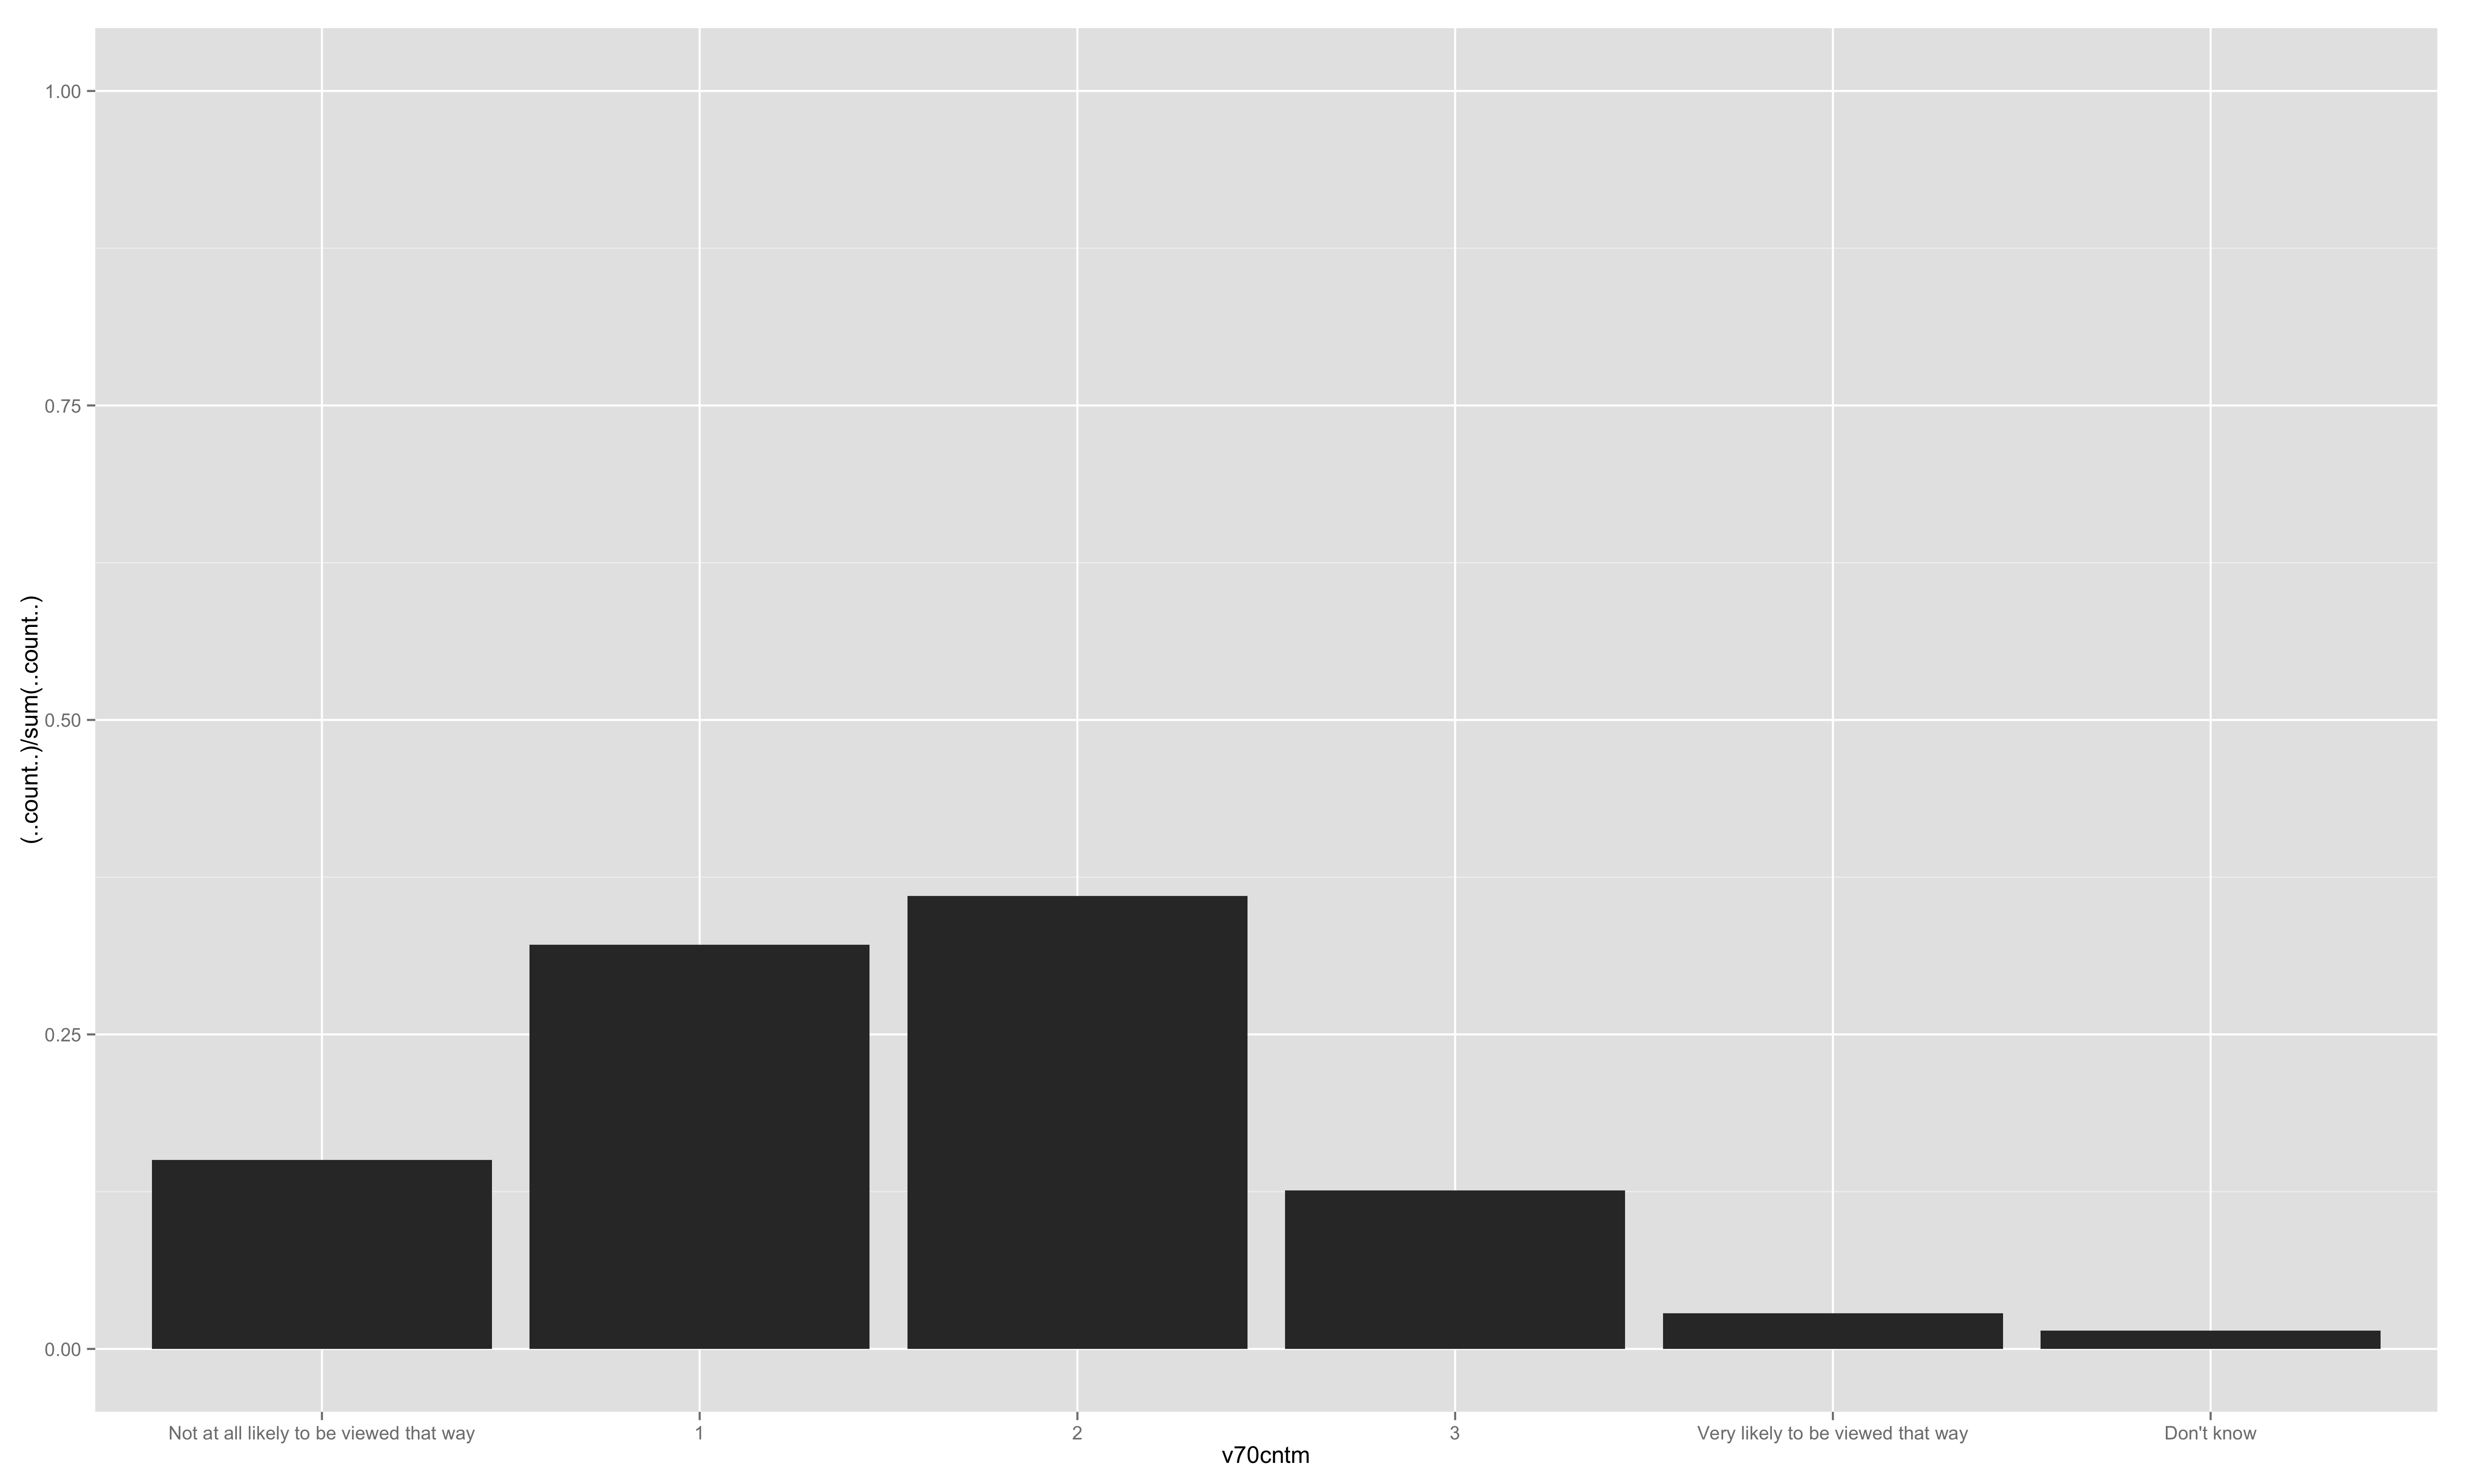 1.00
0.75
0.50
0.25
0.00
(..count..)/sum(..count..)
Not at all likely to be viewed that way
1
2
3
Very likely to be viewed that way
Don't know
v70cntm